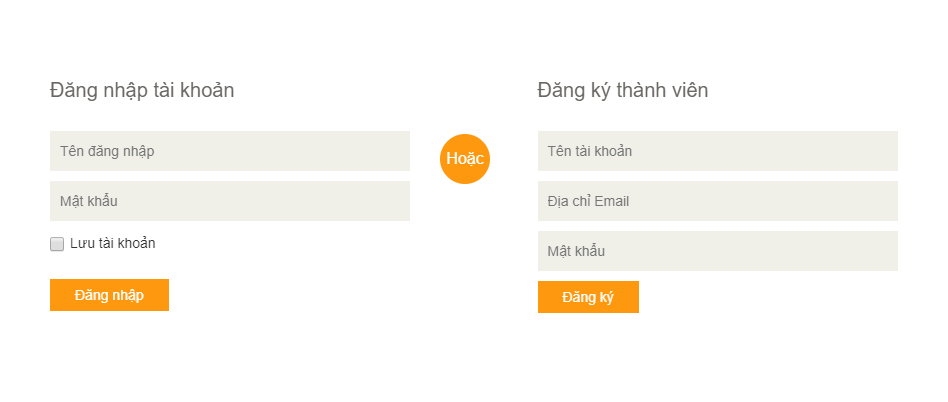 Đăng nhập tài khoản
Tên đăng nhập
Mật khẩu
Lưu tài khoản
Đăng nhập
Hoặc
Đăng ký thành viên
Tên tài khoản
Địa chỉ Email
Mật khẩu
Đăng ký